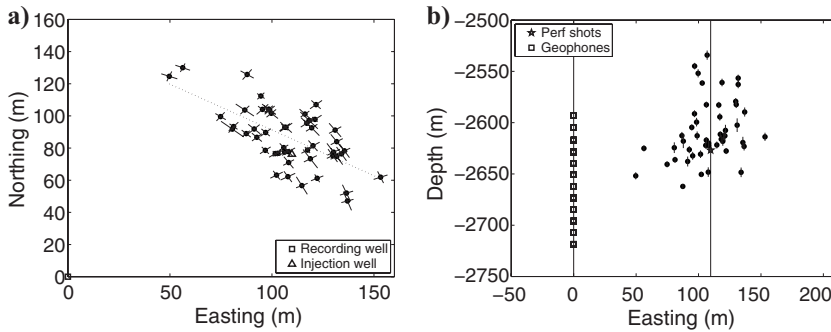 a)
160
140
120
100
80
60
40
20
0
Northing (m)
0 50 100 150
Easting (m)
Recording well
Injection well
b)
−2500
−2550
−2600
−2650
−2700
−2750
Depth (m)
−50 0 50 100 150 200
Easting (m)
Perf shots
Geophones